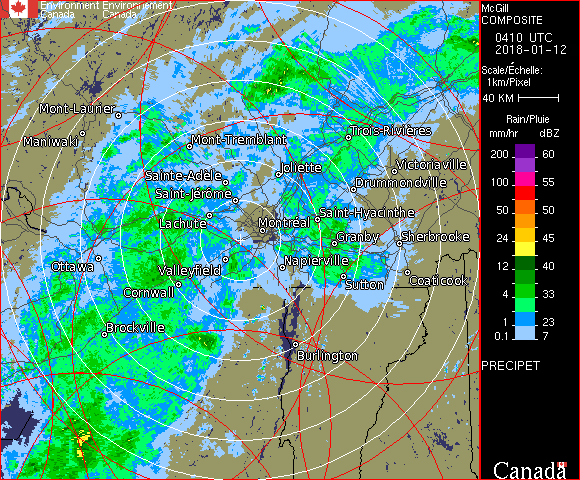 Environment Environnement
Canada Canada
McGill
COMPOSITE
0410 UTC
2018-01-12
Scale/Échelle:
1km/Pixel
40 KM
Rain/Pluie
mm/hr dBZ
200 60
100 55
50 50
24 45
12 40
4 33
1 23
0.1 7
PRECIPET
Canada
Mont-Laurier
Maniwaki
Mont-Tremblant
Trois-Rivières
Joliette
Victoriaville
Sainte-Adèle
Drummondville
Saint-Jérôme
Lachute
Saint-Hyacinthe
Montréal
Granby
Sherbrooke
Ottawa
Valleyfield
Napierville
Coaticook
Cornwall
Sutton
Brockville
Burlington